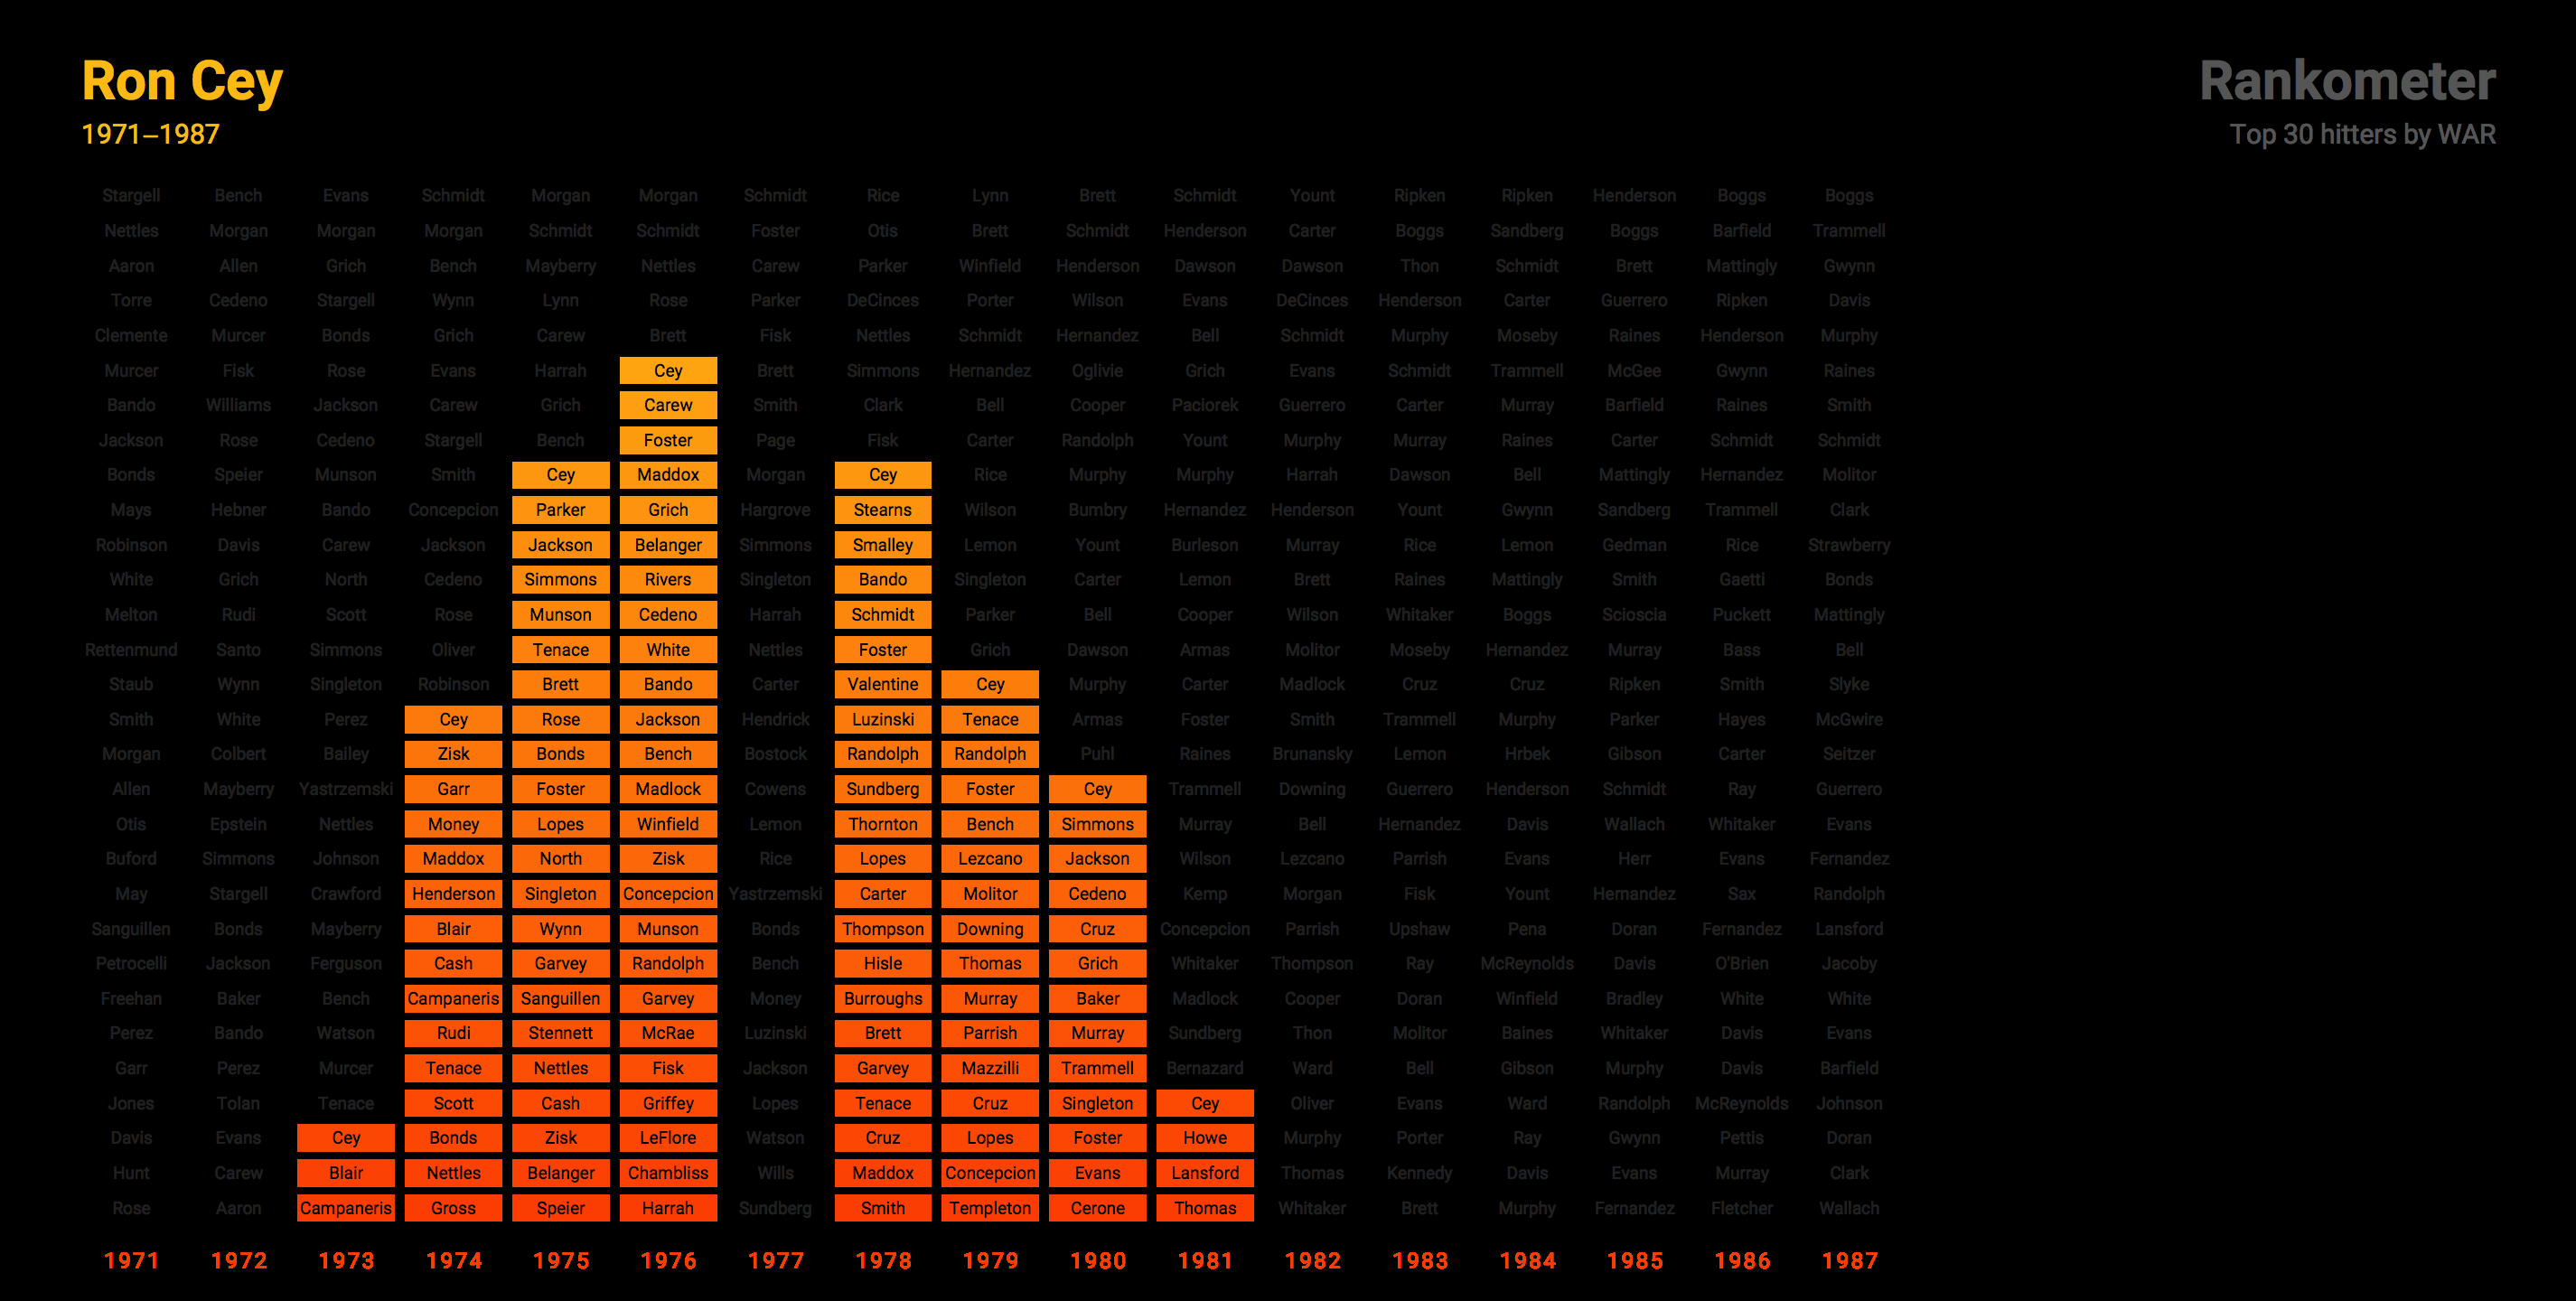 Ron Cey
1971–1987
Rankometer
Top 30 hitters by WAR
Stargell Bench Evans Schmidt Morgan Morgan Schmidt Rice Lynn Brett Schmidt Yount Ripken Ripken Henderson Boggs Boggs
Nettles Morgan Morgan Morgan Schmidt Schmidt Foster Otis Brett Schmidt Henderson Carter Boggs Sandberg Boggs Barfield Trammell
Aaron Allen Grich Bench Mayberry Nettles Carew Parker Winfield Henderson Dawson Dawson Thon Schmidt Brett Mattingly Gwynn
Torre Cedeno Stargell Wynn Lynn Rose Parker DeCinces Porter Wilson Evans DeCinces Henderson Carter Guerrero Ripken Davis
Clemente Murcer Bonds Grich Carew Brett Fisk Nettles Schmidt Hernandez Bell Schmidt Murphy Moseby Raines Henderson Murphy
Murcer Fisk Rose Evans Harrah Cey Brett Simmons Hernandez Oglivie Grich Evans Schmidt Trammell McGee Gwynn Raines
Bando Williams Jackson Carew Grich Carew Smith Clark Bell Cooper Paciorek Guerrero Carter Murray Barfield Raines Smith
Jackson Rose Cedeno Stargell Bench Foster Page Fisk Carter Randolph Yount Murphy Murray Raines Carter Schmidt Schmidt
Bonds Speier Munson Smith Cey Maddox Morgan Cey Rice Murphy Murphy Harrah Dawson Bell Mattingly Hernandez Molitor
Mays Hebner Bando Concepcion Parker Grich Hargrove Stearns Wilson Bumbry Hernandez Henderson Yount Gwynn Sandberg Trammell Clark
Robinson Davis Carew Jackson Jackson Belanger Simmons Smalley Lemon Yount Burleson Murray Rice Lemon Gedman Rice Strawberry
White Grich North Cedeno Simmons Rivers Singleton Bando Singleton Carter Lemon Brett Raines Mattingly Smith Gaetti Bonds
Melton Rudi Scott Rose Munson Cedeno Harrah Schmidt Parker Bell Cooper Wilson Whitaker Boggs Scioscia Puckett Mattingly
Rettenmund Santo Simmons Oliver Tenace White Nettles Foster Grich Dawson Armas Molitor Moseby Hernandez Murray Bass Bell
Staub Wynn Singleton Robinson Brett Bando Carter Valentine Cey Murphy Carter Madlock Cruz Cruz Ripken Smith Slyke
Smith White Perez Cey Rose Jackson Hendrick Luzinski Tenace Armas Foster Smith Trammell Murphy Parker Hayes McGwire
Morgan Colbert Bailey Zisk Bonds Bench Bostock Randolph Randolph Puhl Raines Brunansky Lemon Hrbek Gibson Carter Seitzer
Allen Mayberry Yastrzemski Garr Foster Madlock Cowens Sundberg Foster Cey Trammell Downing Guerrero Henderson Schmidt Ray Guerrero
Otis Epstein Nettles Money Lopes Winfield Lemon Thornton Bench Simmons Murray Bell Hernandez Davis Wallach Whitaker Evans
Buford Simmons Johnson Maddox North Zisk Rice Lopes Lezcano Jackson Wilson Lezcano Parrish Evans Herr Evans Fernandez
May Stargell Crawford Henderson Singleton Concepcion Yastrzemski Carter Molitor Cedeno Kemp Morgan Fisk Yount Hernandez Sax Randolph
Sanguillen Bonds Mayberry Blair Wynn Munson Bonds Thompson Downing Cruz Concepcion Parrish Upshaw Pena Doran Fernandez Lansford
Petrocelli Jackson Ferguson Cash Garvey Randolph Bench Hisle Thomas Grich Whitaker Thompson Ray McReynolds Davis O'Brien Jacoby
Freehan Baker Bench Campaneris Sanguillen Garvey Money Burroughs Murray Baker Madlock Cooper Doran Winfield Bradley White White
Perez Bando Watson Rudi Stennett McRae Luzinski Brett Parrish Murray Sundberg Thon Molitor Baines Whitaker Davis Evans
Garr Perez Murcer Tenace Nettles Fisk Jackson Garvey Mazzilli Trammell Bernazard Ward Bell Gibson Murphy Davis Barfield
Jones Tolan Tenace Scott Cash Griffey Lopes Tenace Cruz Singleton Cey Oliver Evans Ward Randolph McReynolds Johnson
Davis Evans Cey Bonds Zisk LeFlore Watson Cruz Lopes Foster Howe Murphy Porter Ray Gwynn Pettis Doran
Hunt Carew Blair Nettles Belanger Chambliss Wills Maddox Concepcion Evans Lansford Thomas Kennedy Davis Evans Murray Clark
Rose Aaron Campaneris Gross Speier Harrah Sundberg Smith Templeton Cerone Thomas Whitaker Brett Murphy Fernandez Fletcher Wallach
1971 1972 1973 1974 1975 1976 1977 1978 1979 1980 1981 1982 1983 1984 1985 1986 1987